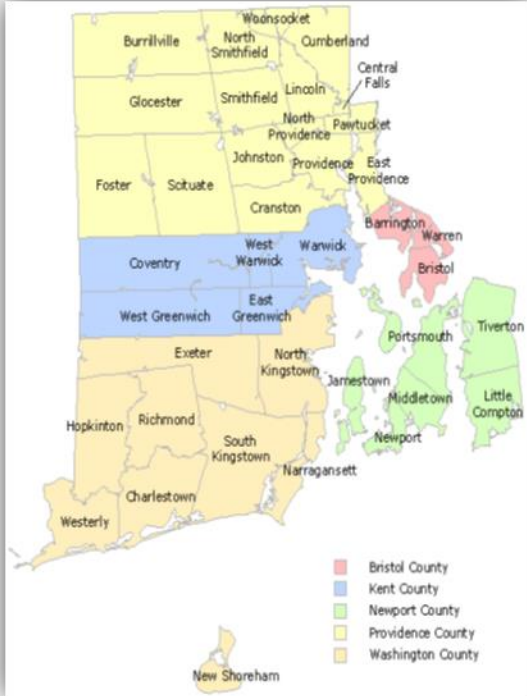 Woonsocket
Burrillville
North
Smithfield
Cumberland
Central
Falls
Glocester
Smithfield
Lincoln
North
Providence
Pawtucket
Johnston
Providence
East
Providence
Foster
Scituate
Cranston
Barrington
Warren
Bristol
Coventry
West
Warwick
Warwick
West Greenwich
East
Greenwich
Tiverton
Portsmouth
Exeter
North
Kingstown
Jamestown
Middletown
Little
Compton
Hopkinton
Richmond
South
Kingstown
Newport
Narragansett
Charlestown
Westerly
Bristol County
Kent County
Newport County
Providence County
Washington County
New Shoreham